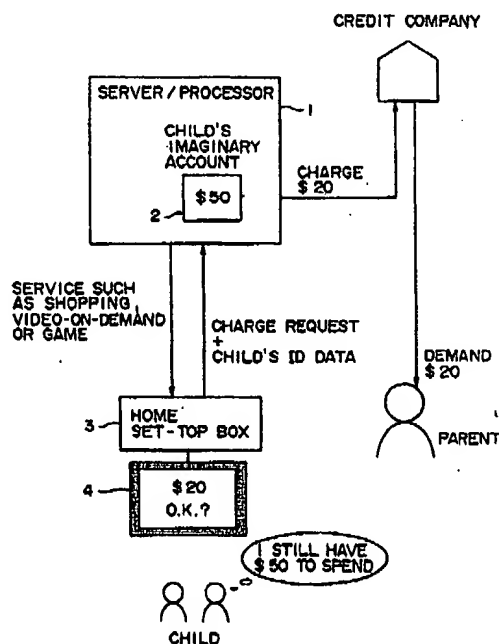 CREDIT COMPANY
SERVER/PROCESSOR
1
CHILD'S
IMAGINARY
ACCOUNT
$50
2
CHARGE
$20
SERVICE SUCH
AS SHOPPING,
VIDEO-ON-DEMAND
OR GAME
CHARGE REQUEST
+
CHILD'S ID DATA
DEMAND
$20
3
HOME
SET-TOP BOX
PARENT
4
$20
O.K.?
I STILL HAVE
$50 TO SPEND
CHILD